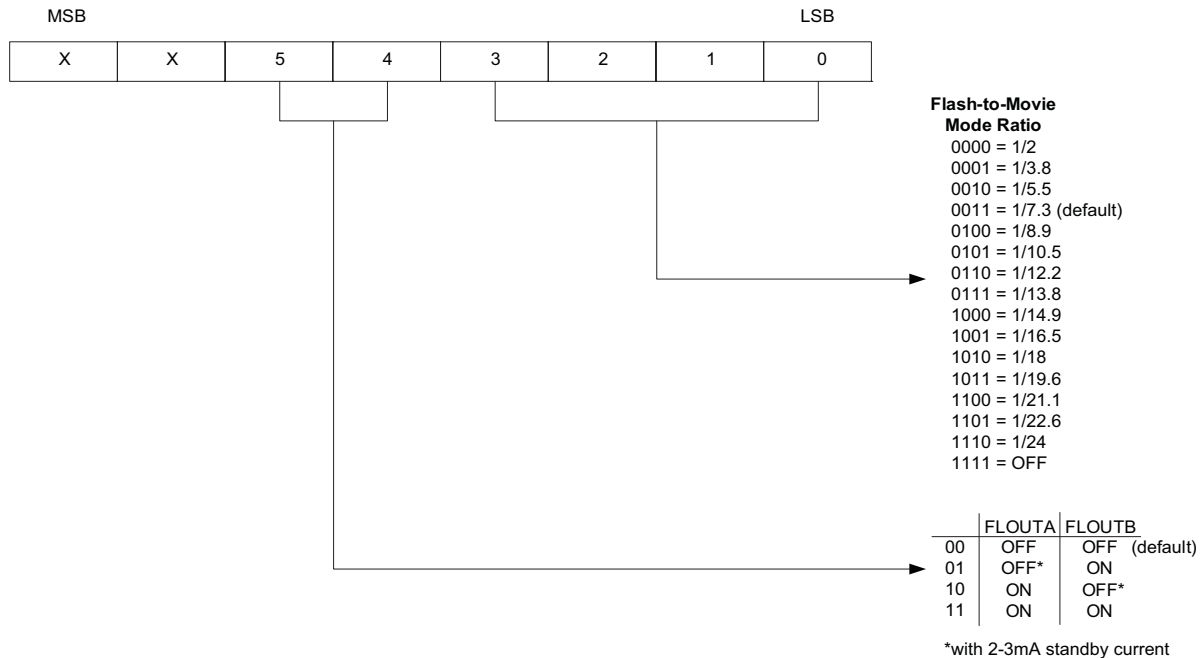 MSB LSB
X X 5 4 3 2 1 0
Flash-to-Movie
Mode Ratio
0000 = 1/2
0001 = 1/3.8
0010 = 1/5.5
0011 = 1/7.3 (default)
0100 = 1/8.9
0101 = 1/10.5
0110 = 1/12.2
0111 = 1/13.8
1000 = 1/14.9
1001 = 1/16.5
1010 = 1/18
1011 = 1/19.6
1100 = 1/21.1
1101 = 1/22.6
1110 = 1/24
1111 = OFF
FLOUTA FLOUTB
00 OFF OFF (default)
01 OFF* ON
10 ON OFF*
11 ON ON
*with 2-3mA standby current